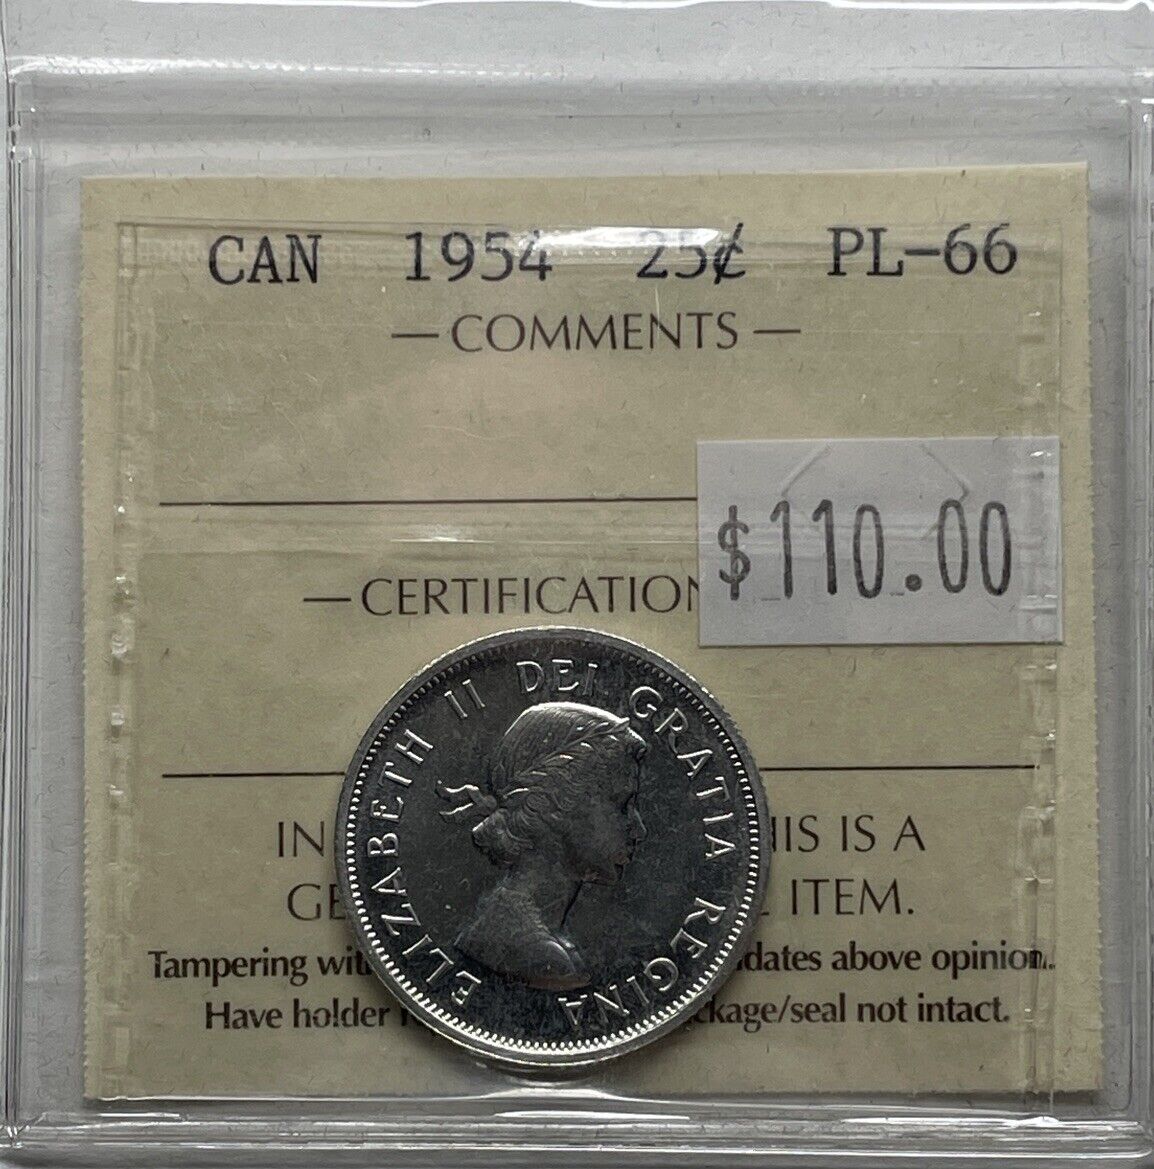 CAN 1954 25¢ PL-66
— COMMENTS —
$110.00
— CERTIFICATION
ELIZABETH II DEI GRATIA REGINA
IN HIS IS A
GE ITEM.
Tampering wit dates above opinion.
Have holder ckage/seal not intact.